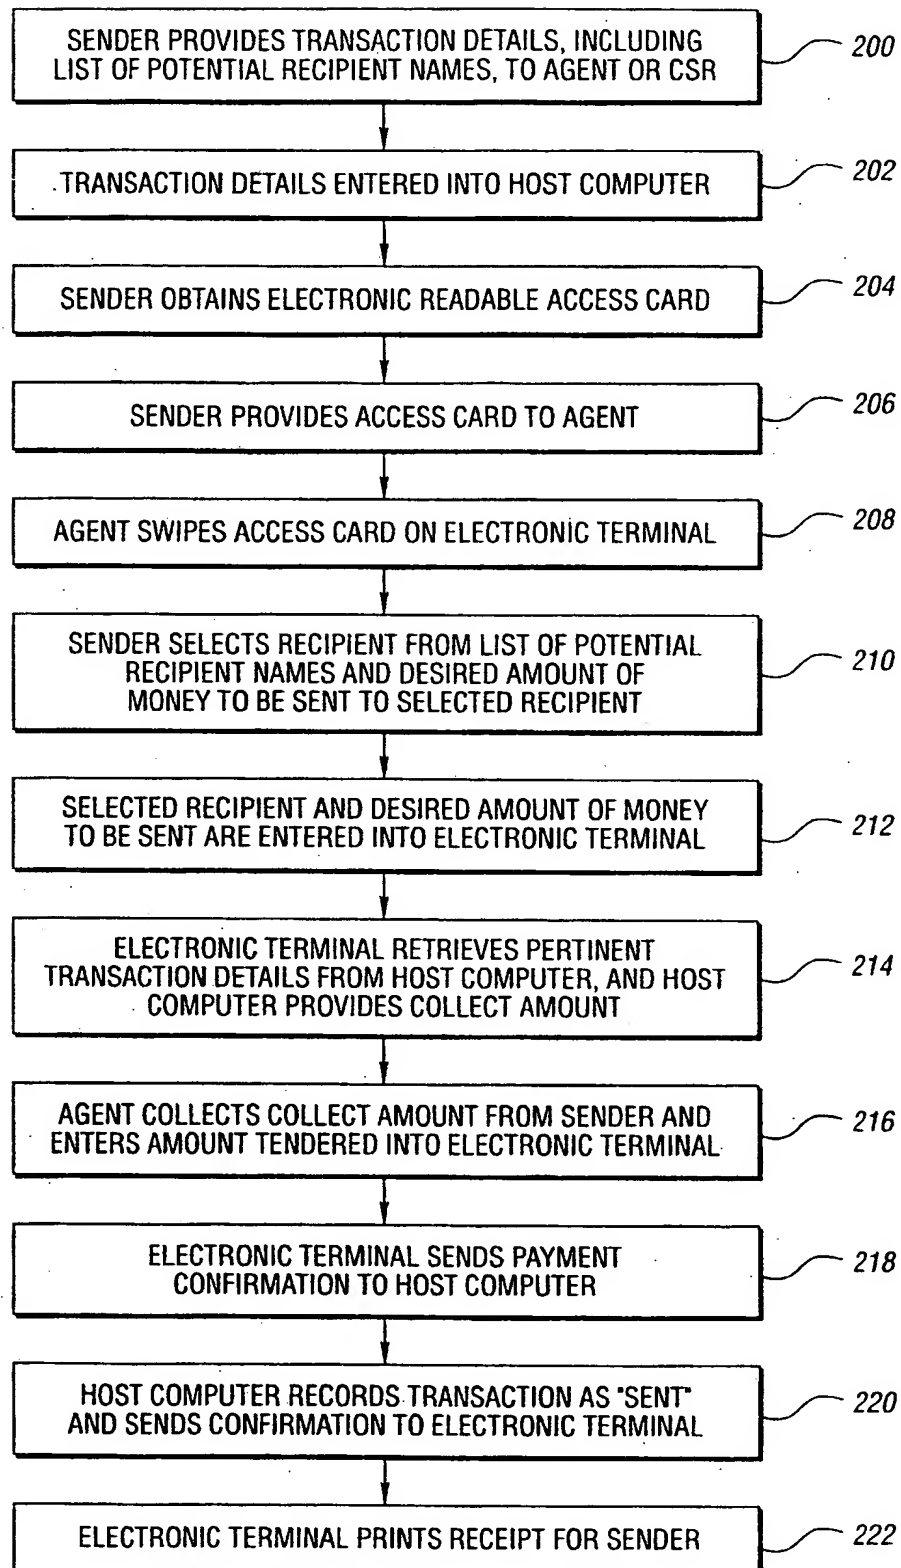 SENDER PROVIDES TRANSACTION DETAILS, INCLUDING
LIST OF POTENTIAL RECIPIENT NAMES, TO AGENT OR CSR
200
TRANSACTION DETAILS ENTERED INTO HOST COMPUTER
202
SENDER OBTAINS ELECTRONIC READABLE ACCESS CARD
204
SENDER PROVIDES ACCESS CARD TO AGENT
206
AGENT SWIPES ACCESS CARD ON ELECTRONIC TERMINAL
208
SENDER SELECTS RECIPIENT FROM LIST OF POTENTIAL
RECIPIENT NAMES AND DESIRED AMOUNT OF
MONEY TO BE SENT TO SELECTED RECIPIENT
210
SELECTED RECIPIENT AND DESIRED AMOUNT OF MONEY
TO BE SENT ARE ENTERED INTO ELECTRONIC TERMINAL
212
ELECTRONIC TERMINAL RETRIEVES PERTINENT
TRANSACTION DETAILS FROM HOST COMPUTER, AND HOST
COMPUTER PROVIDES COLLECT AMOUNT
214
AGENT COLLECTS COLLECT AMOUNT FROM SENDER AND
ENTERS AMOUNT TENDERED INTO ELECTRONIC TERMINAL
216
ELECTRONIC TERMINAL SENDS PAYMENT
CONFIRMATION TO HOST COMPUTER
218
HOST COMPUTER RECORDS TRANSACTION AS "SENT"
AND SENDS CONFIRMATION TO ELECTRONIC TERMINAL
220
ELECTRONIC TERMINAL PRINTS RECEIPT FOR SENDER
222